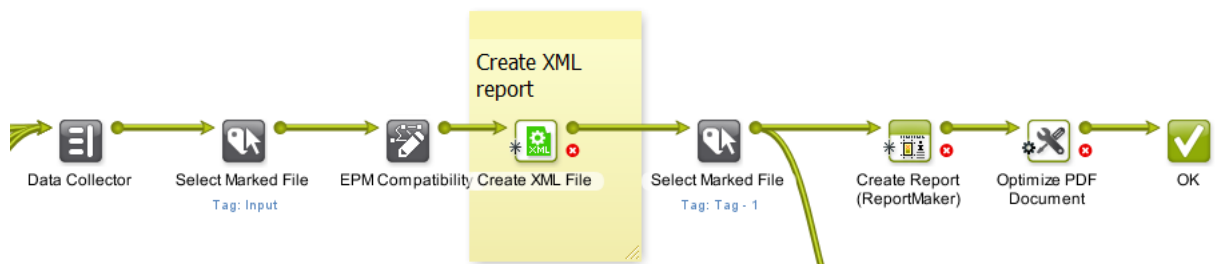 Create XML
report
XML
Data Collector
Select Marked File
Tag: Input
EPM Compatibility
Create XML File
Select Marked File
Tag: Tag - 1
Create Report
(ReportMaker)
Optimize PDF
Document
OK